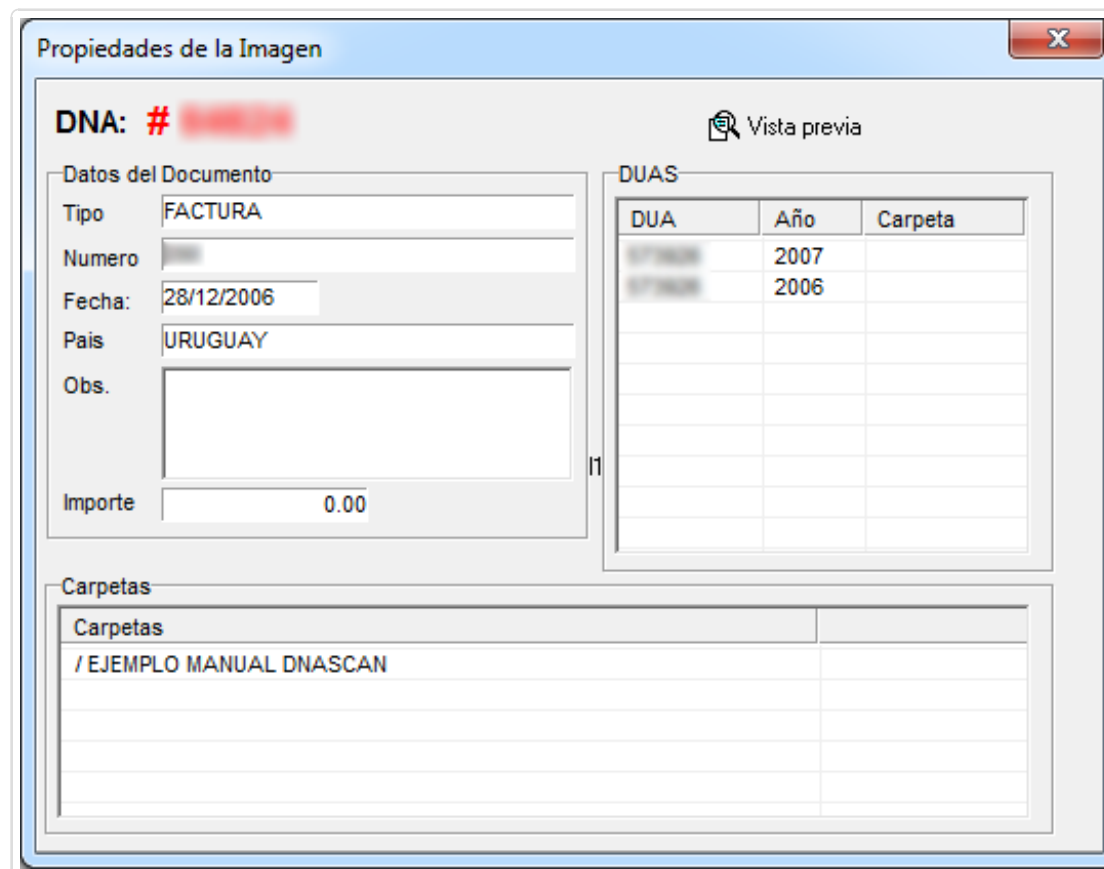 Propiedades de la Imagen
DNA: #
Vista previa
Datos del Documento
Tipo FACTURA
Numero
Fecha: 28/12/2006
Pais URUGUAY
Obs.
Importe 0.00
l1
DUAS
DUA Año Carpeta
2007
2006
Carpetas
Carpetas
/ EJEMPLO MANUAL DNASCAN